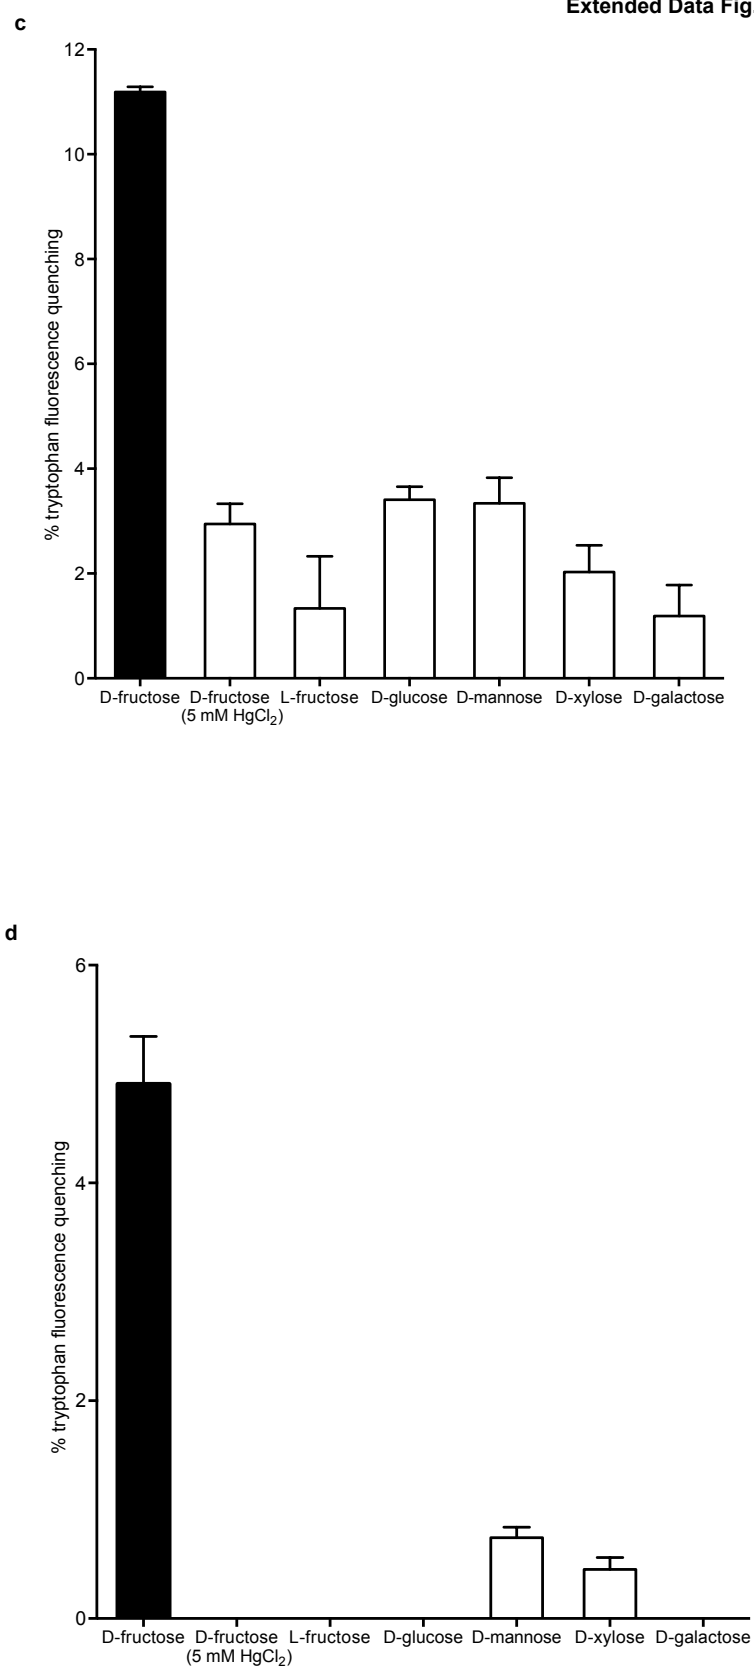 Extended Data Fig.
c
12
10
8
6
4
2
0
% tryptophan fluorescence quenching
D-fructose D-fructose L-fructose D-glucose D-mannose D-xylose D-galactose
(5 mM HgCl₂)
d
6
4
2
0
% tryptophan fluorescence quenching
D-fructose D-fructose L-fructose D-glucose D-mannose D-xylose D-galactose
(5 mM HgCl₂)